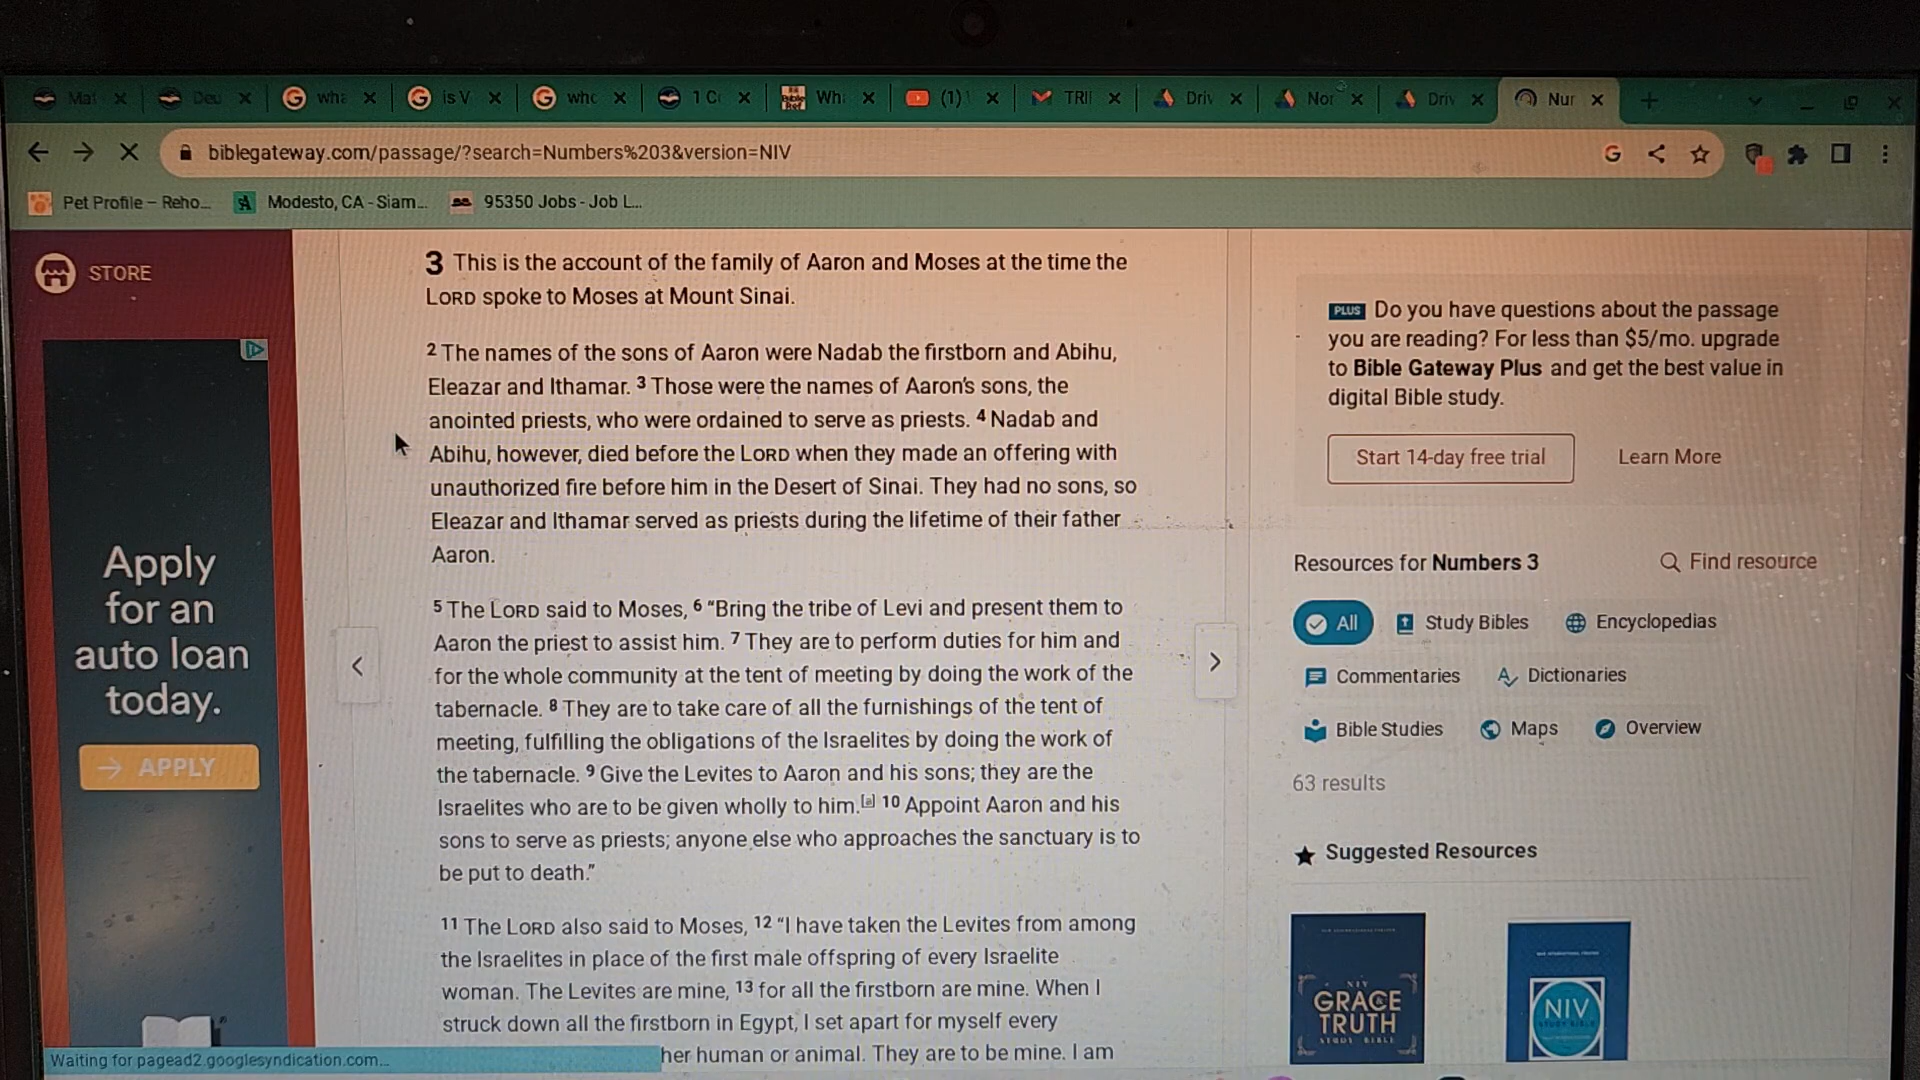 Mat
Deu
wha
is V
who
1 C
Wh
(1)
TRII
Driv
Nor
Driv
Nur
biblegateway.com/passage/?search=Numbers%203&version=NIV
Pet Profile – Reho...
Modesto, CA - Siam...
95350 Jobs - Job L...
STORE
Apply
for an
auto loan
today.
→ APPLY
3 This is the account of the family of Aaron and Moses at the time the
LORD spoke to Moses at Mount Sinai.
2 The names of the sons of Aaron were Nadab the firstborn and Abihu,
Eleazar and Ithamar. 3 Those were the names of Aaron’s sons, the
anointed priests, who were ordained to serve as priests. 4 Nadab and
Abihu, however, died before the LORD when they made an offering with
unauthorized fire before him in the Desert of Sinai. They had no sons, so
Eleazar and Ithamar served as priests during the lifetime of their father
Aaron.
5 The LORD said to Moses, 6 “Bring the tribe of Levi and present them to
Aaron the priest to assist him. 7 They are to perform duties for him and
for the whole community at the tent of meeting by doing the work of the
tabernacle. 8 They are to take care of all the furnishings of the tent of
meeting, fulfilling the obligations of the Israelites by doing the work of
the tabernacle. 9 Give the Levites to Aaron and his sons; they are the
Israelites who are to be given wholly to him.[a] 10 Appoint Aaron and his
sons to serve as priests; anyone else who approaches the sanctuary is to
be put to death.”
11 The LORD also said to Moses, 12 “I have taken the Levites from among
the Israelites in place of the first male offspring of every Israelite
woman. The Levites are mine, 13 for all the firstborn are mine. When I
struck down all the firstborn in Egypt, I set apart for myself every
her human or animal. They are to be mine. I am
Waiting for pagead2.googlesyndication.com...
PLUS Do you have questions about the passage
you are reading? For less than $5/mo. upgrade
to Bible Gateway Plus and get the best value in
digital Bible study.
Start 14-day free trial
Learn More
Resources for Numbers 3
Find resource
All
Study Bibles
Encyclopedias
Commentaries
Dictionaries
Bible Studies
Maps
Overview
63 results
Suggested Resources
NIV
GRACE
TRUTH
STUDY BIBLE
NIV
STUDY BIBLE